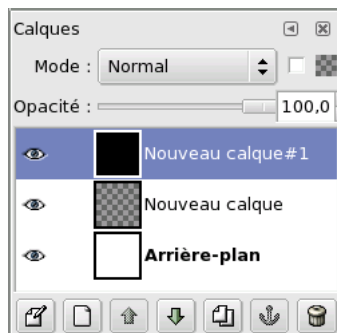 Calques
Mode : Normal
Opacité : 100,0
Nouveau calque#1
Nouveau calque
Arrière-plan